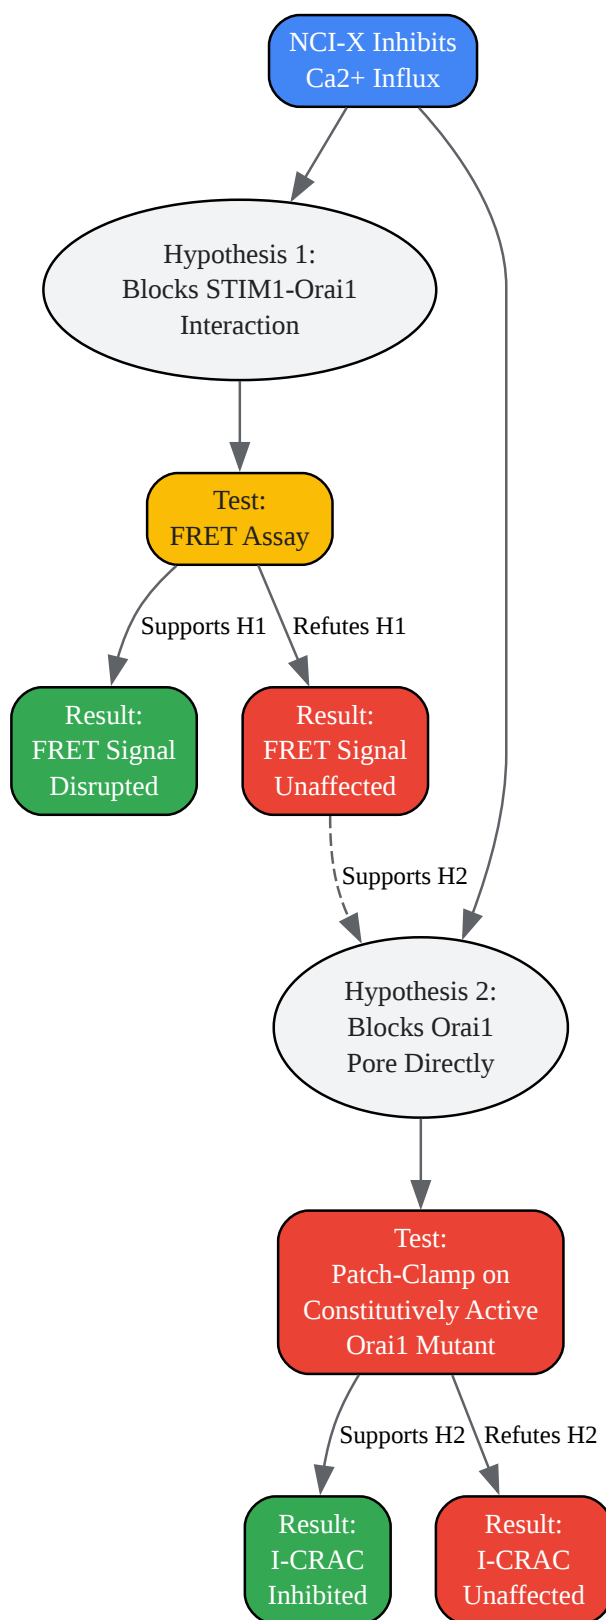 NCI-X Inhibits
Ca2+ Influx
Hypothesis 1:
Blocks STIM1-Orai1
Interaction
Test:
FRET Assay
Supports H1
Refutes H1
Result:
FRET Signal
Disrupted
Result:
FRET Signal
Unaffected
Supports H2
Hypothesis 2:
Blocks Orai1
Pore Directly
Test:
Patch-Clamp on
Constitutively Active
Orai1 Mutant
Supports H2
Refutes H2
Result:
I-CRAC
Inhibited
Result:
I-CRAC
Unaffected